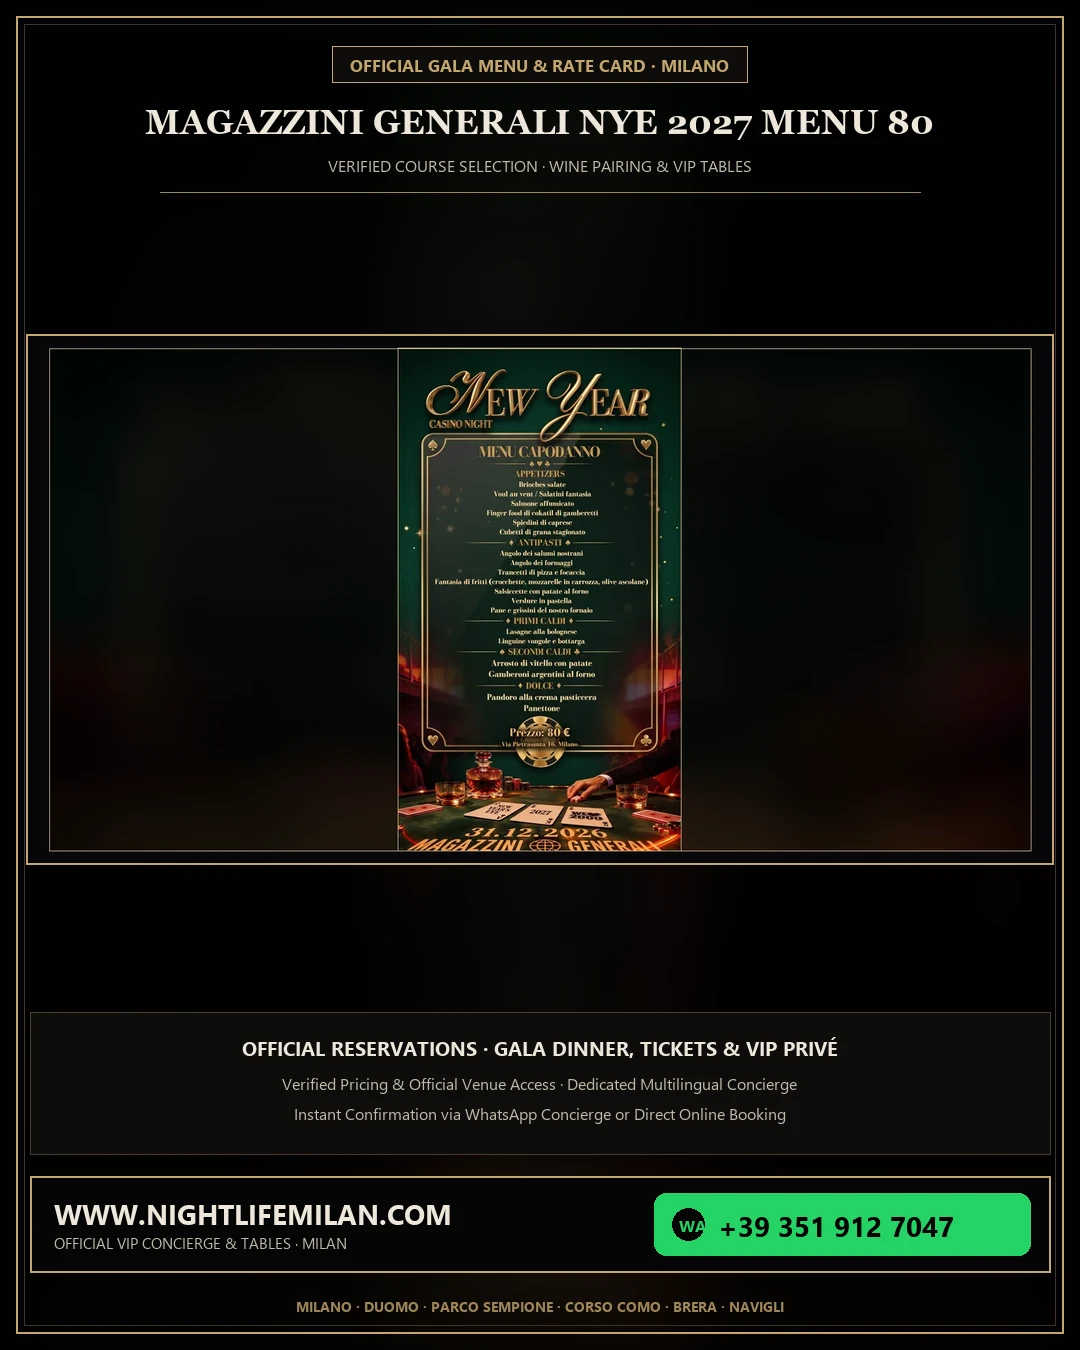 OFFICIAL GALA MENU & RATE CARD · MILANO
MAGAZZINI GENERALI NYE 2027 MENU 80
VERIFIED COURSE SELECTION · WINE PAIRING & VIP TABLES
NEW YEAR
CASINO NIGHT
MENU CAPODANNO
APPETIZERS
Brioches salate
Voul au vent / Salatini fantasia
Salmone affumicato
Finger food di cokatil di gamberetti
Spiedini di caprese
Cubetti di grana stagionato
ANTIPASTI
Angolo dei salumi nostrani
Angolo dei formaggi
Trancetti di pizza e focaccia
Fantasia di fritti (crocchette, mozzarelle in carrozza, olive ascolane)
Salsiccette con patate al forno
Verdure in pastella
Pane e grissini del nostro fornaio
PRIMI CALDI
Lasagne alla bolognese
Linguine vongole e bottarga
SECONDI CALDI
Arrosto di vitello con patate
Gamberoni argentini al forno
DOLCE
Pandoro alla crema pasticcera
Panettone
Prezzo: 80 €
Via Pietrasanta 16, Milano
2027
31.12.2026
MAGAZZINI GENERALI
OFFICIAL RESERVATIONS · GALA DINNER, TICKETS & VIP PRIVÉ
Verified Pricing & Official Venue Access · Dedicated Multilingual Concierge
Instant Confirmation via WhatsApp Concierge or Direct Online Booking
WWW.NIGHTLIFEMILAN.COM
OFFICIAL VIP CONCIERGE & TABLES · MILAN
WA +39 351 912 7047
MILANO · DUOMO · PARCO SEMPIONE · CORSO COMO · BRERA · NAVIGLI